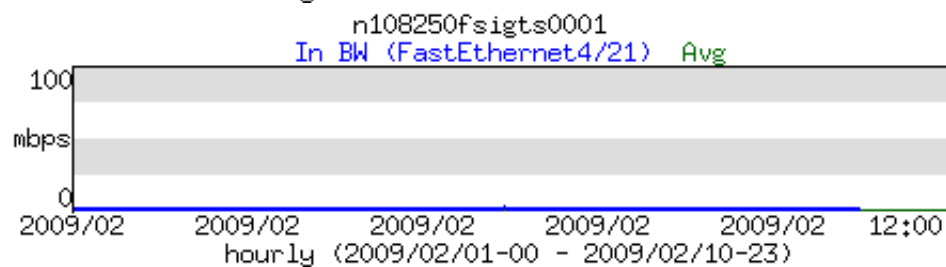 n108250fsigts0001
In BW (FastEthernet4/21) Avg
100
mbps
0
2009/02 2009/02 2009/02 2009/02 2009/02 12:00
hourly (2009/02/01-00 - 2009/02/10-23)